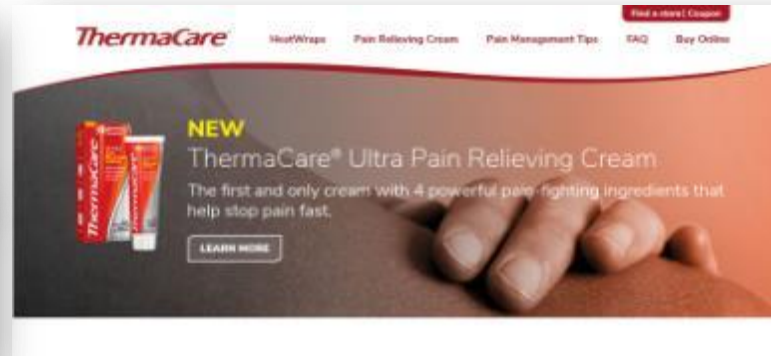 Find a store | Coupon
ThermaCare
HeatWraps Pain Relieving Cream Pain Management Tips FAQ Buy Online
NEW
ThermaCare® Ultra Pain Relieving Cream
The first and only cream with 4 powerful pain-fighting ingredients that
help stop pain fast.
LEARN MORE
ThermaCare
ThermaCare